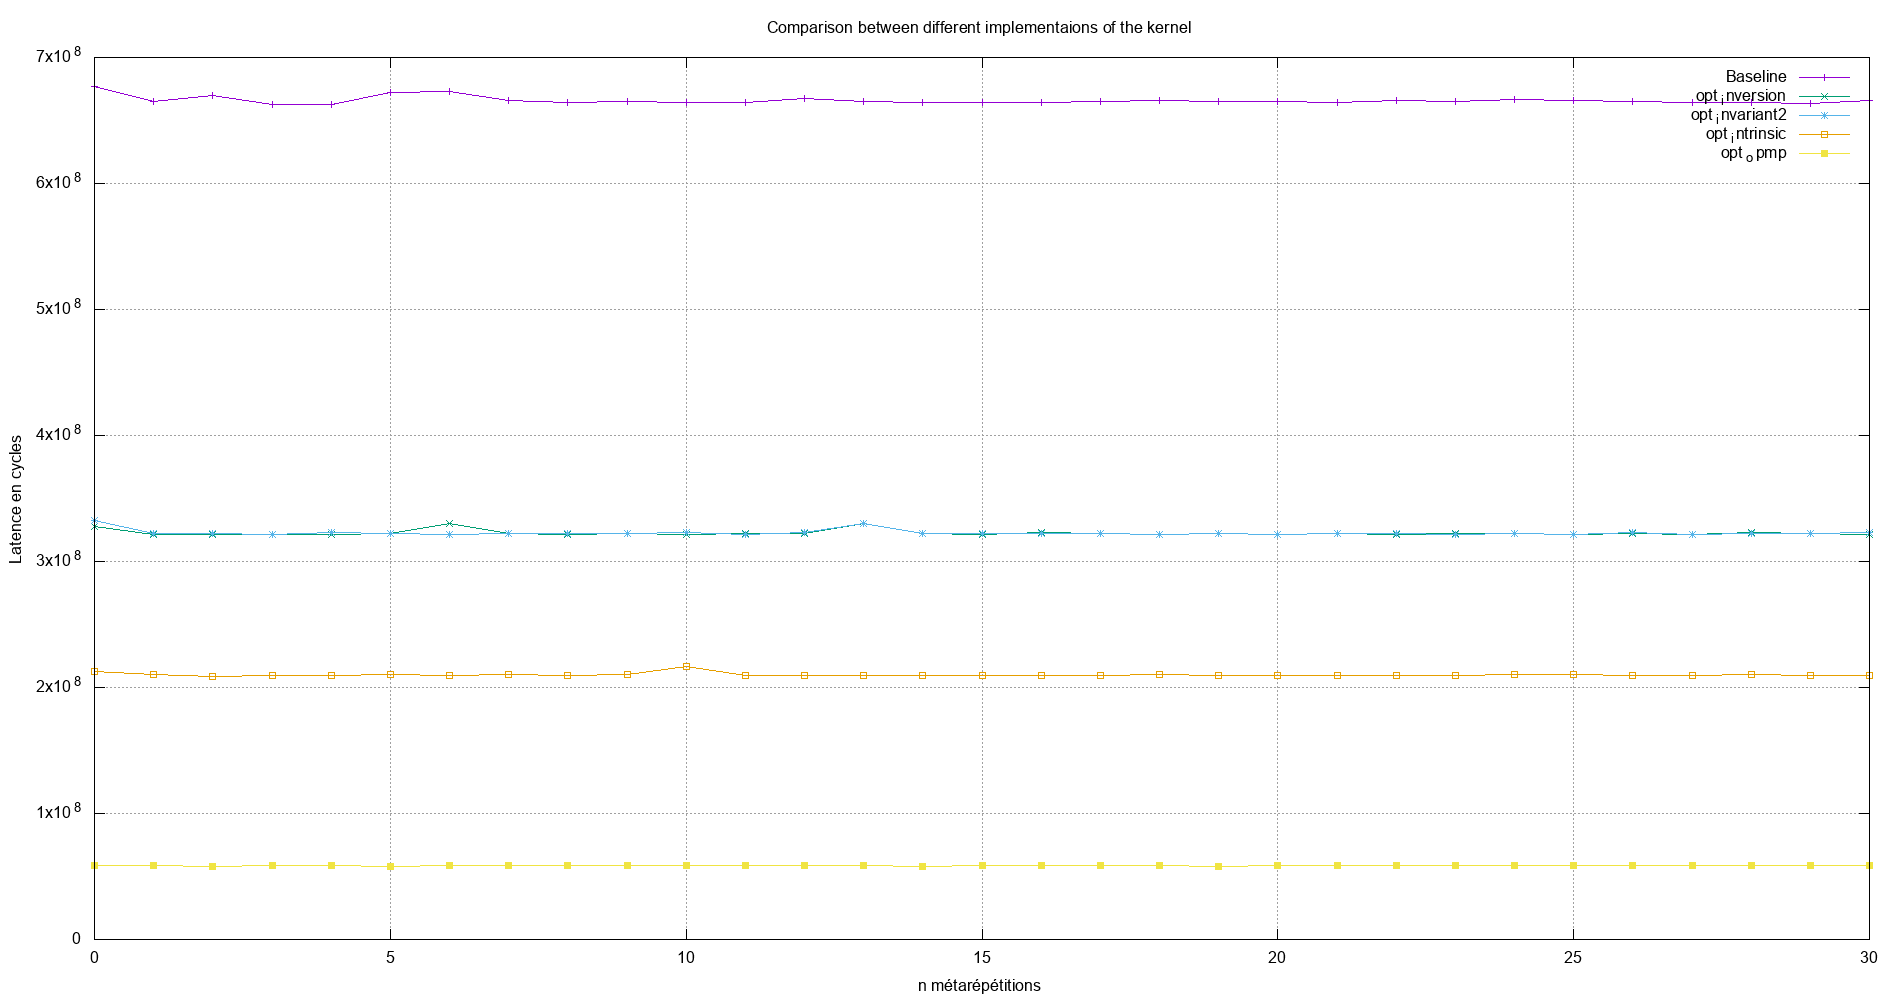 Comparison between different implementaions of the kernel
7x10^8
6x10^8
5x10^8
4x10^8
3x10^8
2x10^8
1x10^8
0
Latence en cycles
Baseline
opt_inversion
opt_invariant2
opt_intrinsic
opt_opmp
0 5 10 15 20 25 30
n métarépétitions